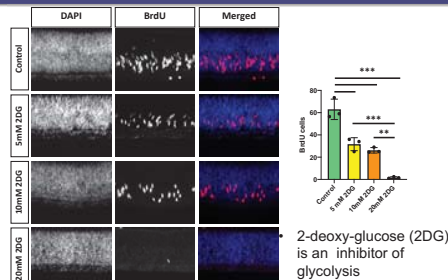 DAPI BrdU Merged
Control
5mM 2DG
10mM 2DG
20mM 2DG
BrdU cells
80
60
40
20
0
***
***
**
Control
5 mM 2DG
10mM 2DG
20mM 2DG
• 2-deoxy-glucose (2DG)
is an inhibitor of
glycolysis